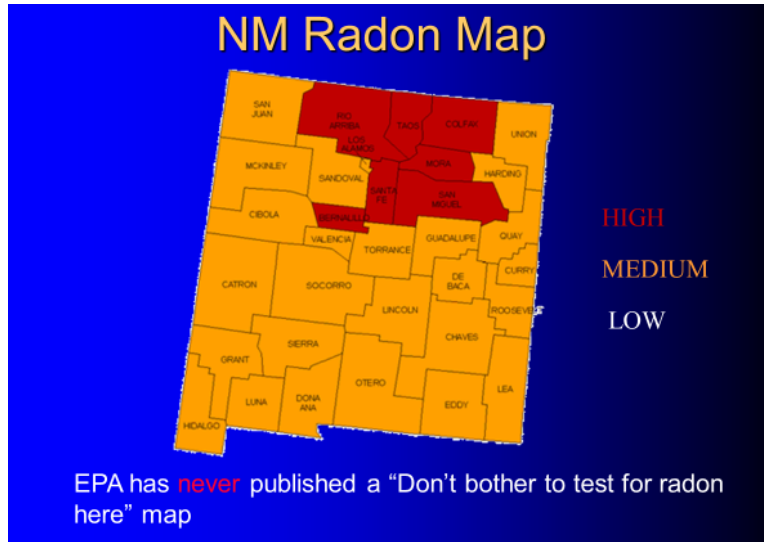 NM Radon Map
SAN
JUAN
RIO
ARRIBA
TAOS
COLFAX
UNION
LOS
ALAMOS
MORA
HARDING
MCKINLEY
SANDOVAL
SANTA
FE
SAN
MIGUEL
CIBOLA
BERNALILLO
VALENCIA
TORRANCE
GUADALUPE
QUAY
CURRY
DE
BACA
CATRON
SOCORRO
LINCOLN
ROOSEVE
CHAVES
SIERRA
GRANT
OTERO
LEA
LUNA
DONA
ANA
EDDY
HIDALGO
HIGH
MEDIUM
LOW
EPA has never published a “Don’t bother to test for radon
here” map